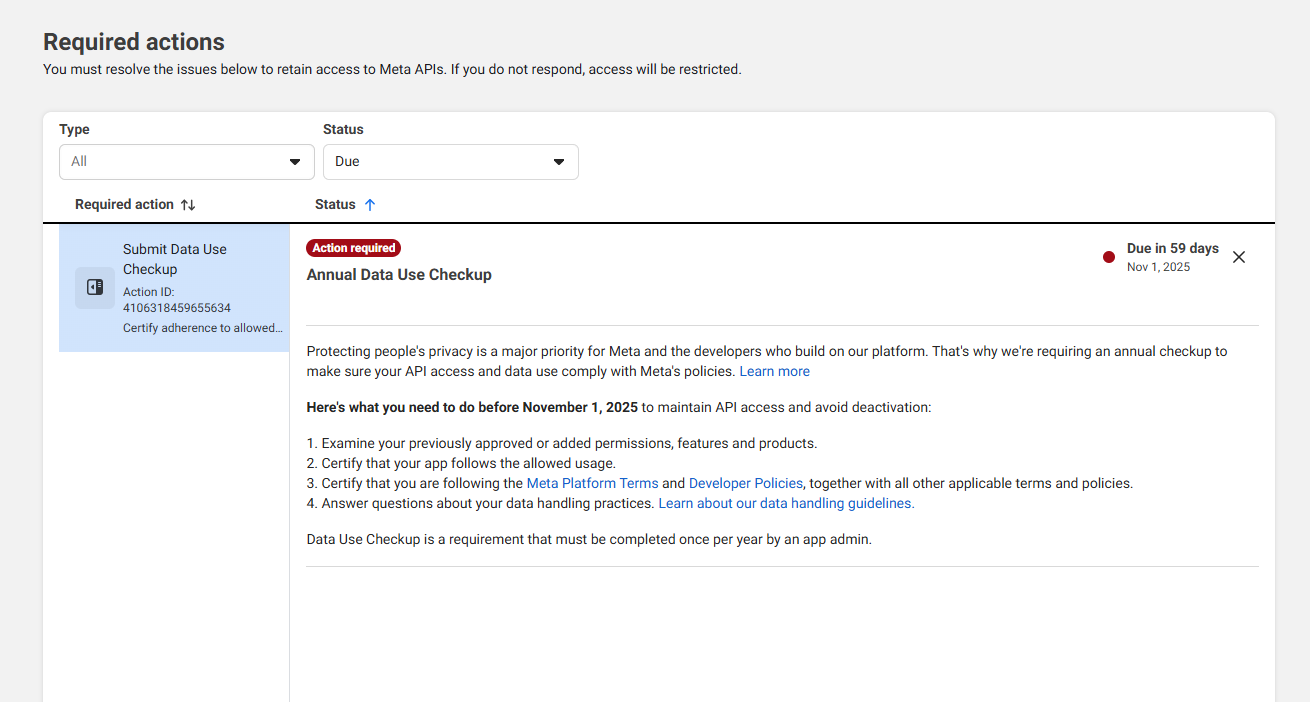 Required actions
You must resolve the issues below to retain access to Meta APIs. If you do not respond, access will be restricted.
Type
Status
All
Due
Required action
Status
Submit Data Use
Checkup
Action ID:
4106318459655634
Certify adherence to allowed...
Action required
Annual Data Use Checkup
Due in 59 days
Nov 1, 2025
Protecting people's privacy is a major priority for Meta and the developers who build on our platform. That's why we're requiring an annual checkup to
make sure your API access and data use comply with Meta's policies. Learn more
Here's what you need to do before November 1, 2025 to maintain API access and avoid deactivation:
1. Examine your previously approved or added permissions, features and products.
2. Certify that your app follows the allowed usage.
3. Certify that you are following the Meta Platform Terms and Developer Policies, together with all other applicable terms and policies.
4. Answer questions about your data handling practices. Learn about our data handling guidelines.
Data Use Checkup is a requirement that must be completed once per year by an app admin.